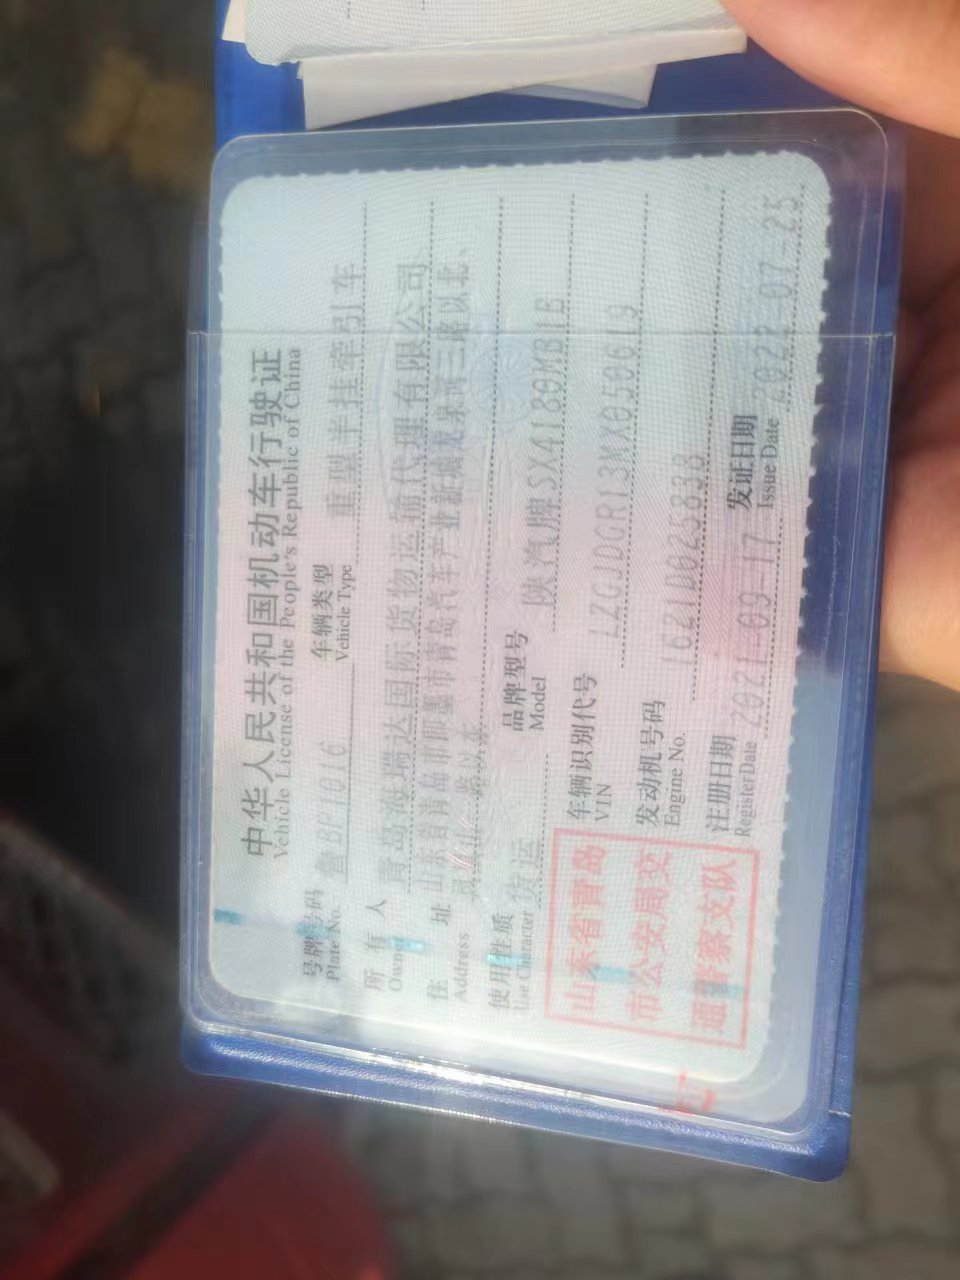 中华人民共和国机动车行驶证
Vehicle License of the People's Republic of China
号牌号码 鲁BF1016 车辆类型 重型半挂牵引车
Plate No. Vehicle Type
所有人 青岛海瑞达国际货物运输代理有限公司
Owner
住址 山东省青岛市即墨市青岛汽车产业新城龙泉河三路以北、
Address
使用性质 货运 品牌型号 陕汽牌SX4180MB1B
Use Character Model
山东省青岛
市公安局交
通警察支队
车辆识别代号 LZGJDGR13MX050619
VIN
发动机号码 1621D025838
Engine No.
注册日期 2021-09-17 发证日期 2022-07-25
Register Date Issue Date